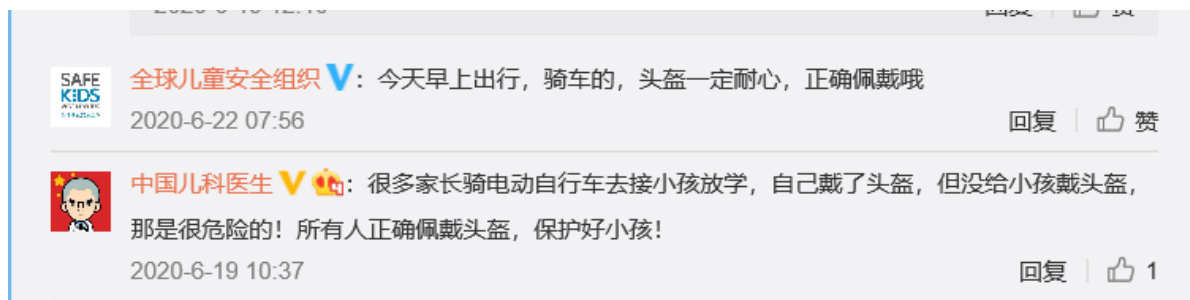 全球儿童安全组织：今天早上出行，骑车的，头盔一定耐心，正确佩戴哦
SAFE
KiDS
2020-6-22 07:56
回复 赞
中国儿科医生：很多家长骑电动自行车去接小孩放学，自己戴了头盔，但没给小孩戴头盔，
那是很危险的！所有人正确佩戴头盔，保护好小孩！
2020-6-19 10:37
回复 1